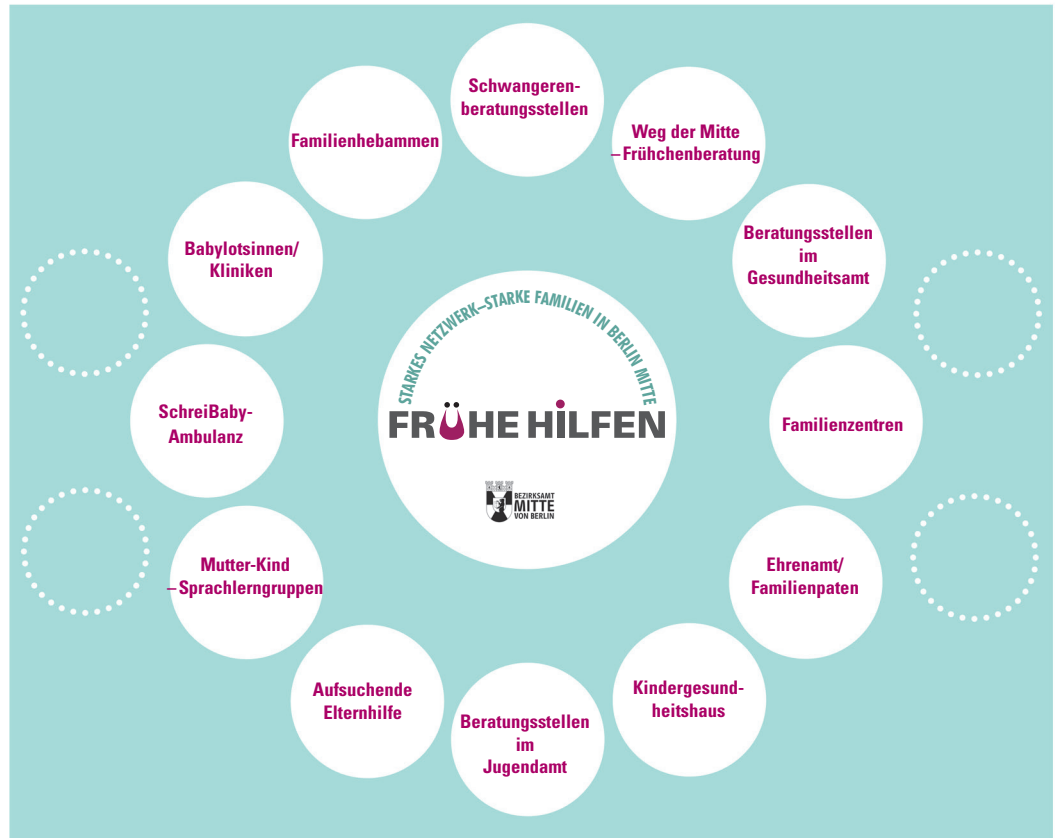 Schwangeren-
beratungsstellen
Weg der Mitte
–Frühchenberatung
Beratungsstellen
im
Gesundheitsamt
Familienzentren
Ehrenamt/
Familienpaten
Kindergesund-
heitshaus
Beratungsstellen
im
Jugendamt
Aufsuchende
Elternhilfe
Mutter-Kind
–Sprachlerngruppen
SchreiBaby-
Ambulanz
Babylotsinnen/
Kliniken
Familienhebammen
STARKES NETZWERK–STARKE FAMILIEN IN BERLIN MITTE
FRÜHE HILFEN
BEZIRKSAMT
MITTE
VON BERLIN